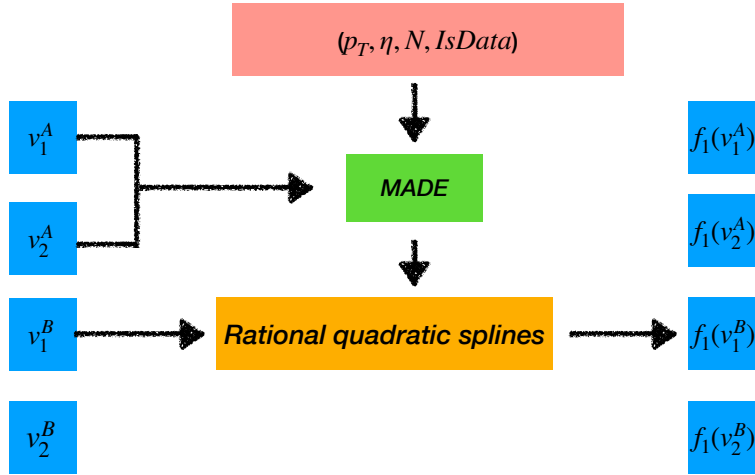 (p_T, η, N, IsData)
v_1^A
f_1(v_1^A)
MADE
v_2^A
f_1(v_2^A)
v_1^B
Rational quadratic splines
f_1(v_1^B)
v_2^B
f_1(v_2^B)